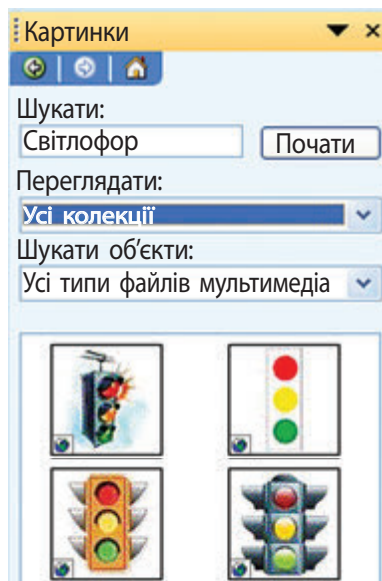 Картинки
Шукати:
Світлофор Почати
Переглядати:
Усі колекції
Шукати об'єкти:
Усі типи файлів мультимедіа